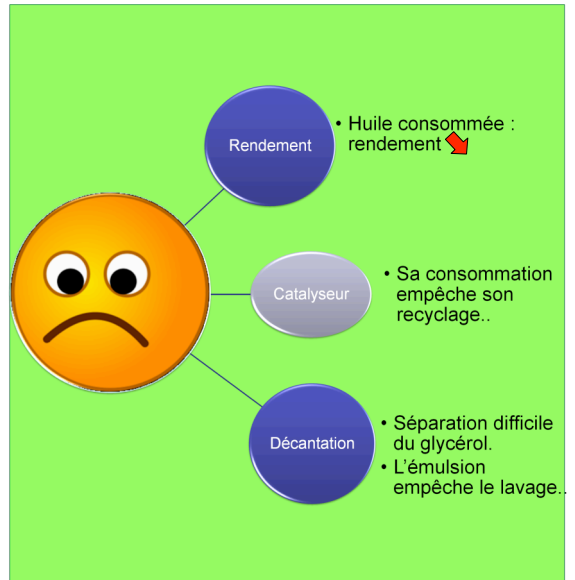 Rendement
• Huile consommée :
rendement
Catalyseur
• Sa consommation
empêche son
recyclage..
Décantation
• Séparation difficile
du glycérol.
• L'émulsion
empêche le lavage..